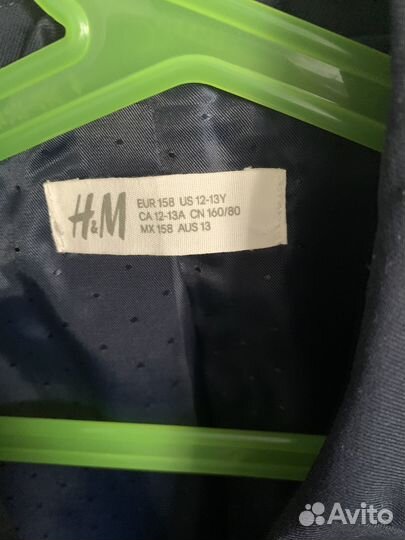 H&M
EUR 158 US 12-13Y
CA 12-13A CN 160/80
MX 158 AUS 13
Avito